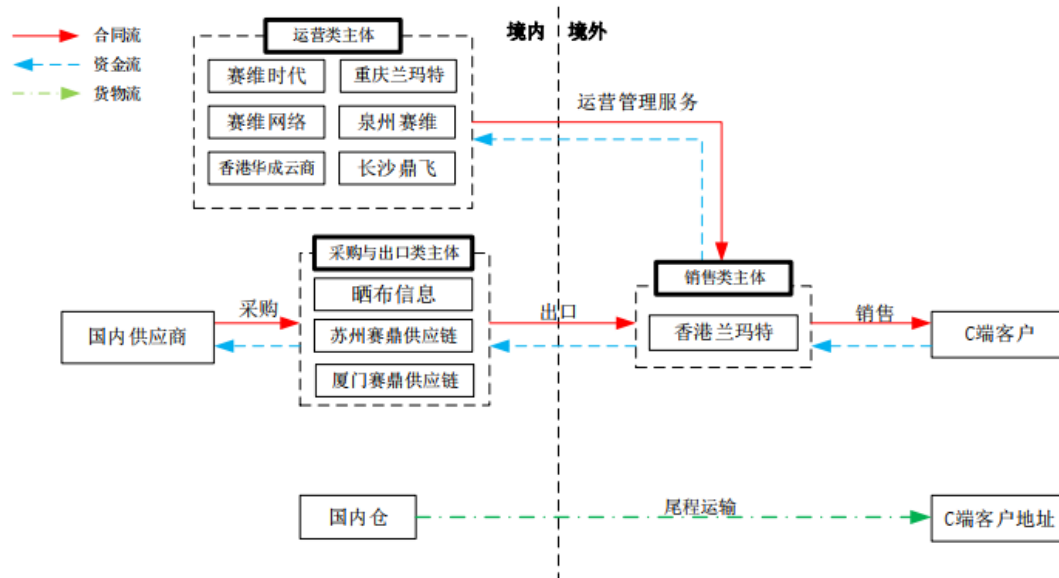 合同流
资金流
货物流
运营类主体
境内
境外
赛维时代
重庆兰玛特
赛维网络
泉州赛维
香港华成云商
长沙鼎飞
运营管理服务
采购与出口类主体
晒布信息
苏州赛鼎供应链
厦门赛鼎供应链
国内供应商
采购
出口
销售类主体
香港兰玛特
销售
C端客户
国内仓
尾程运输
C端客户地址